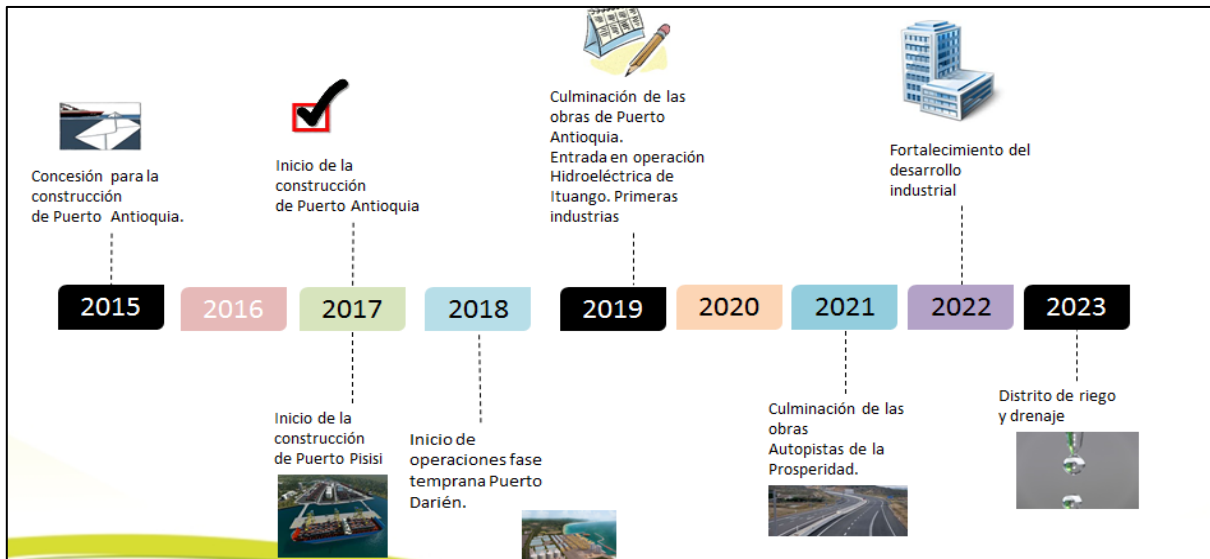 Concesión para la
construcción
de Puerto Antioquia.
Inicio de la
construcción
de Puerto Antioquia
Culminación de las
obras de Puerto
Antioquia.
Entrada en operación
Hidroeléctrica de
Ituango. Primeras
industrias
Fortalecimiento del
desarrollo
industrial
2015
2016
2017
2018
2019
2020
2021
2022
2023
Inicio de la
construcción
de Puerto Pisisi
Inicio de
operaciones fase
temprana Puerto
Darién.
Culminación de las
obras
Autopistas de la
Prosperidad.
Distrito de riego
y drenaje